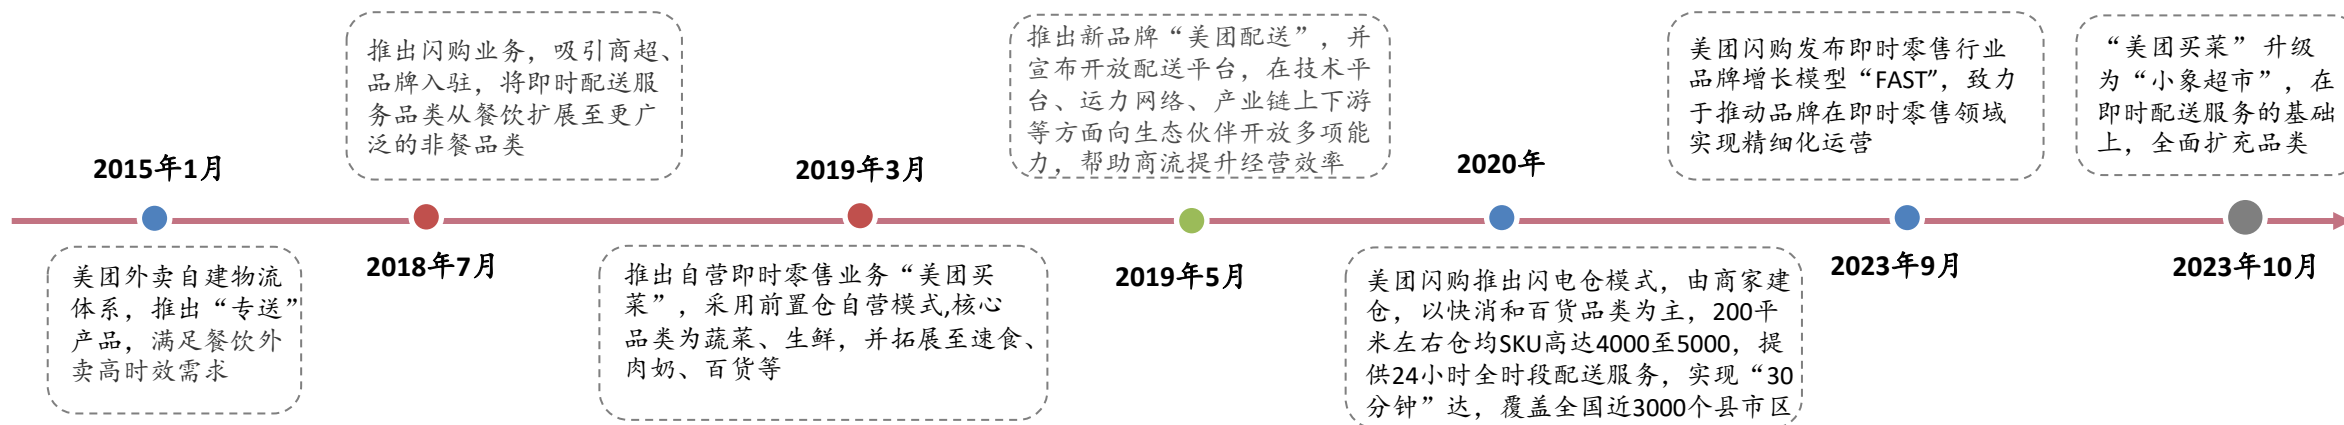 2015年1月
美团外卖自建物流
体系，推出“专送”
产品，满足餐饮外
卖高时效需求
推出闪购业务，吸引商超、
品牌入驻，将即时配送服
务品类从餐饮扩展至更广
泛的非餐品类
2018年7月
2019年3月
推出自营即时零售业务“美团买
菜”，采用前置仓自营模式,核心
品类为蔬菜、生鲜，并拓展至速食、
肉奶、百货等
推出新品牌“美团配送”，并
宣布开放配送平台，在技术平
台、运力网络、产业链上下游
等方面向生态伙伴开放多项能
力，帮助商流提升经营效率
2019年5月
2020年
美团闪购推出闪电仓模式，由商家建
仓，以快消和百货品类为主，200平
米左右仓均SKU高达4000至5000，提
供24小时全时段配送服务，实现“30
分钟”达，覆盖全国近3000个县市区
美团闪购发布即时零售行业
品牌增长模型“FAST”，致力
于推动品牌在即时零售领域
实现精细化运营
2023年9月
“美团买菜” 升级
为“小象超市”，在
即时配送服务的基础
上，全面扩充品类
2023年10月